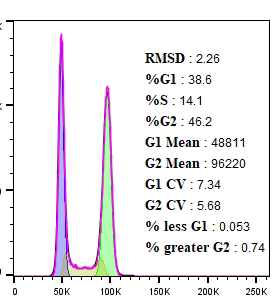 RMSD : 2.26
%G1 : 38.6
%S : 14.1
%G2 : 46.2
G1 Mean : 48811
G2 Mean : 96220
G1 CV : 7.34
G2 CV : 5.68
% less G1 : 0.053
% greater G2 : 0.74
0 50K 100K 150K 200K 250K